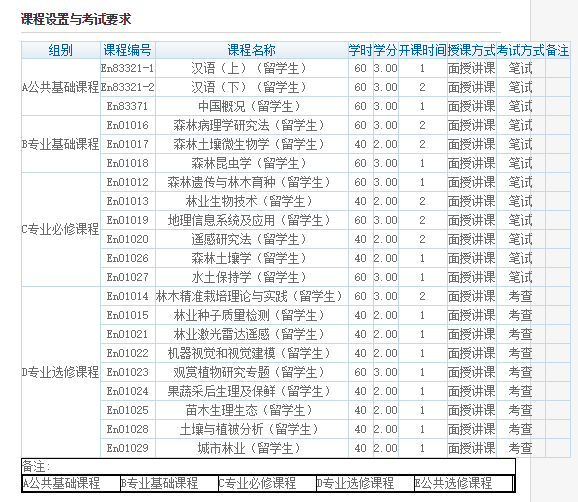 课程设置与考试要求
组别 课程编号 课程名称 学时 学分 开课时间 授课方式 考试方式 备注
A公共基础课程 En83321-1 汉语（上）（留学生） 60 3.00 1 面授讲课 笔试
En83321-2 汉语（下）（留学生） 60 3.00 2 面授讲课 笔试
En83371 中国概况（留学生） 60 3.00 1 面授讲课 笔试
B专业基础课程 En01016 森林病理学研究法（留学生） 60 3.00 2 面授讲课 笔试
En01017 森林土壤微生物学（留学生） 40 2.00 2 面授讲课 笔试
En01018 森林昆虫学（留学生） 60 3.00 1 面授讲课 笔试
C专业必修课程 En01012 森林遗传与林木育种（留学生） 60 3.00 1 面授讲课 笔试
En01013 林业生物技术（留学生） 40 2.00 2 面授讲课 笔试
En01019 地理信息系统及应用（留学生） 60 3.00 2 面授讲课 笔试
En01020 遥感研究法（留学生） 40 2.00 2 面授讲课 笔试
En01026 森林土壤学（留学生） 40 2.00 1 面授讲课 笔试
En01027 水土保持学（留学生） 60 3.00 1 面授讲课 笔试
D专业选修课程 En01014 林木精准栽培理论与实践（留学生） 60 3.00 2 面授讲课 考查
En01015 林业种子质量检测（留学生） 40 2.00 1 面授讲课 考查
En01021 林业激光雷达遥感（留学生） 40 2.00 1 面授讲课 考查
En01022 机器视觉和视觉建模（留学生） 40 2.00 1 面授讲课 考查
En01023 观赏植物研究专题（留学生） 60 3.00 1 面授讲课 考查
En01024 果蔬采后生理及保鲜（留学生） 40 2.00 1 面授讲课 考查
En01025 苗木生理生态（留学生） 40 2.00 1 面授讲课 考查
En01028 土壤与植被分析（留学生） 40 2.00 1 面授讲课 考查
En01029 城市林业（留学生） 40 2.00 1 面授讲课 考查
备注:
A公共基础课程 B专业基础课程 C专业必修课程 D专业选修课程 E公共选修课程